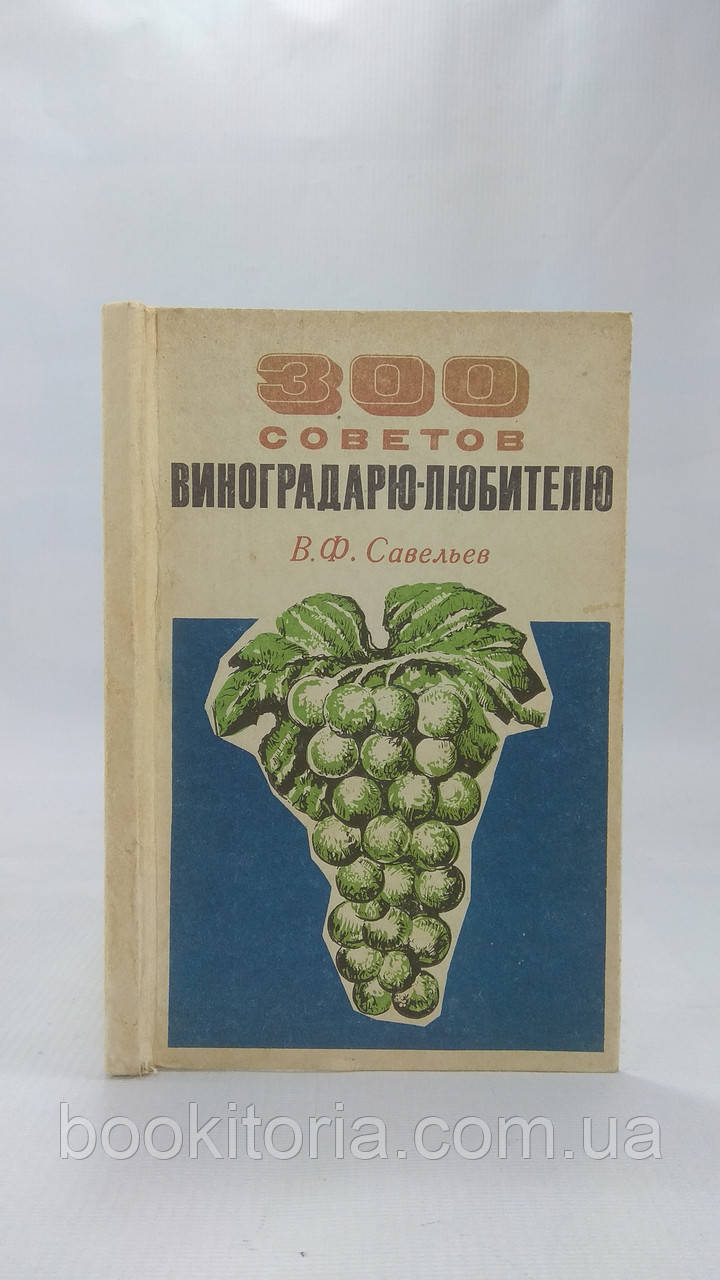 300
СОВЕТОВ
ВИНОГРАДАРЮ-ЛЮБИТЕЛЮ
В.Ф. Савельев
bookitoria.com.ua